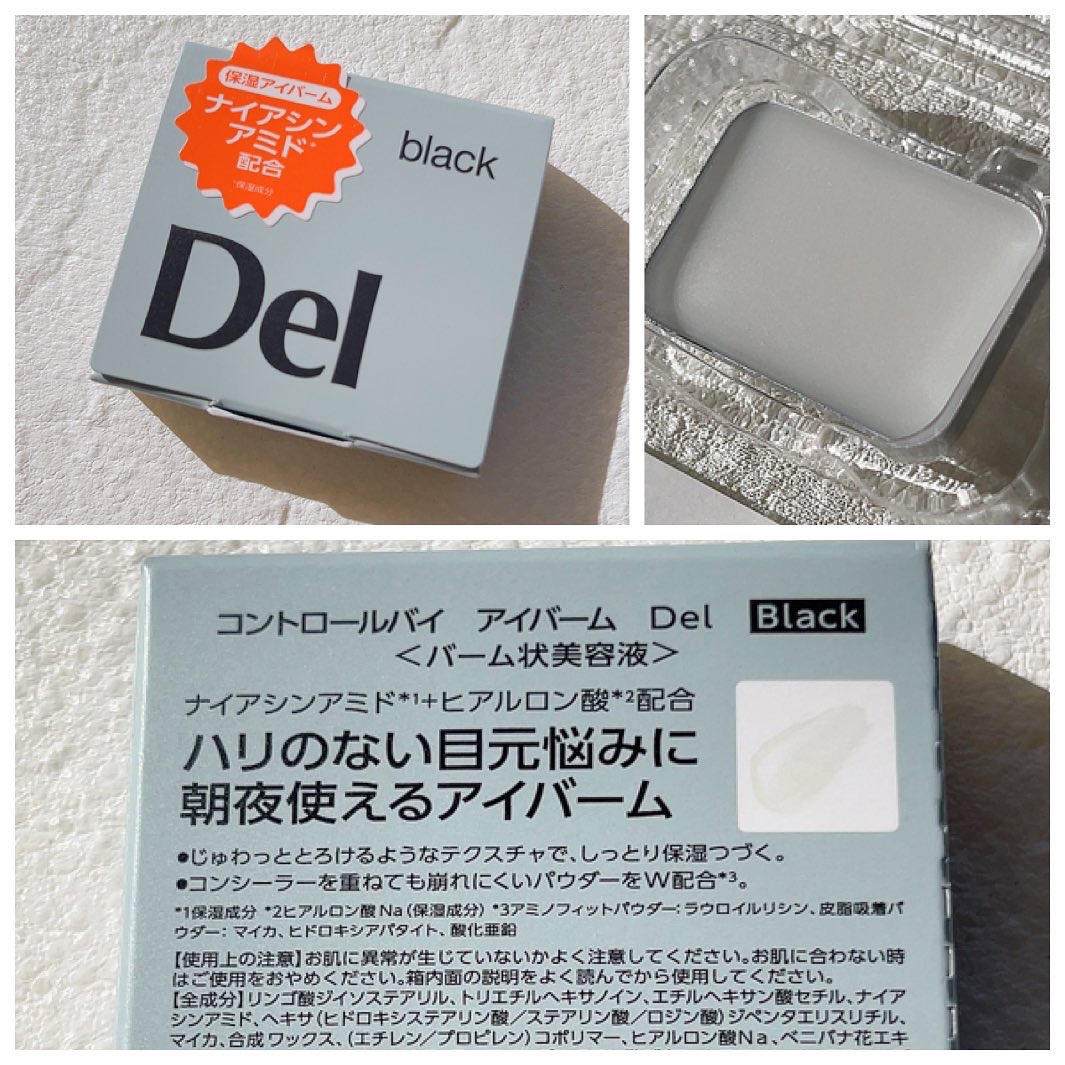 保湿アイバーム
ナイアシン
アミド*
配合
*保湿成分
black
Del
コントロールバイ アイバーム Del Black
＜バーム状美容液＞
ナイアシンアミド*1+ヒアルロン酸*2配合
ハリのない目元悩みに
朝夜使えるアイバーム
●じゅわっととろけるようなテクスチャで、しっとり保湿つづく。
●コンシーラーを重ねても崩れにくいパウダーをW配合*3。
*1保湿成分 *2ヒアルロン酸Na（保湿成分） *3アミノフィットパウダー：ラウロイルリシン、皮脂吸着パ
ウダー：マイカ、ヒドロキシアパタイト、酸化亜鉛
【使用上の注意】お肌に異常が生じていないかよく注意してください。お肌に合わない時
はご使用をおやめください。箱内面の説明をよく読んでから使用してください。
【全成分】リンゴ酸ジイソステアリル、トリエチルヘキサノイン、エチルヘキサン酸セチル、ナイア
シンアミド、ヘキサ（ヒドロキシステアリン酸／ステアリン酸／ロジン酸）ジペンタエリスリチル、
マイカ、合成ワックス、（エチレン／プロピレン）コポリマー、ヒアルロン酸Na、ベニバナ花エキ